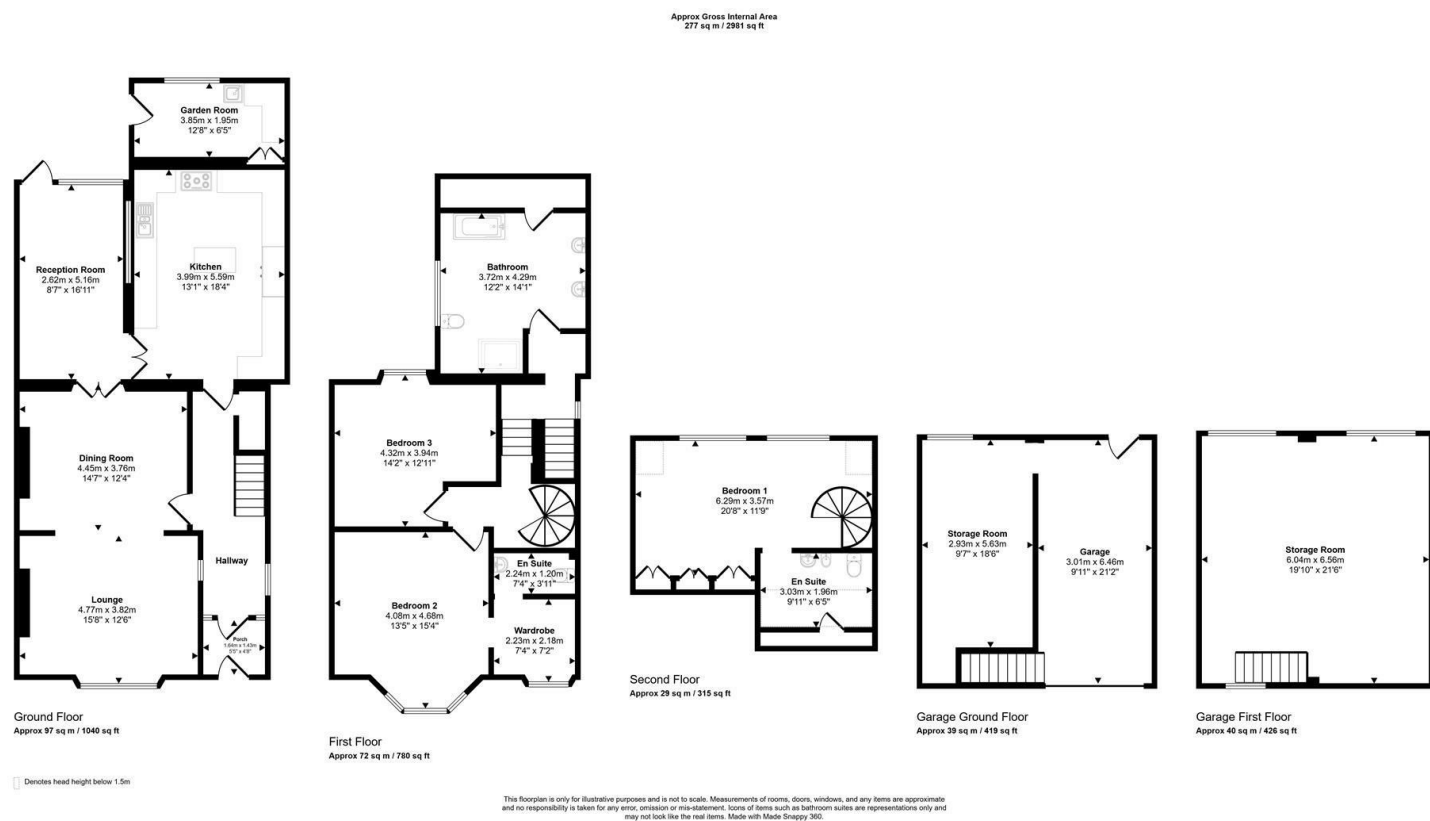 Approx Gross Internal Area
277 sq m / 2981 sq ft
Garden Room
3.85m x 1.95m
12'8" x 6'5"
Reception Room
2.62m x 5.16m
8'7" x 16'11"
Kitchen
3.99m x 5.59m
13'1" x 18'4"
Dining Room
4.45m x 3.76m
14'7" x 12'4"
Hallway
Lounge
4.77m x 3.82m
15'8" x 12'6"
Porch
1.64m x 1.43m
5'5" x 4'8"
Ground Floor
Approx 97 sq m / 1040 sq ft
Bathroom
3.72m x 4.29m
12'2" x 14'1"
Bedroom 3
4.32m x 3.94m
14'2" x 12'11"
En Suite
2.24m x 1.20m
7'4" x 3'11"
Bedroom 2
4.08m x 4.68m
13'5" x 15'4"
Wardrobe
2.23m x 2.18m
7'4" x 7'2"
First Floor
Approx 72 sq m / 780 sq ft
Bedroom 1
6.29m x 3.57m
20'8" x 11'9"
En Suite
3.03m x 1.96m
9'11" x 6'5"
Second Floor
Approx 29 sq m / 315 sq ft
Storage Room
2.93m x 5.63m
9'7" x 18'6"
Garage
3.01m x 6.46m
9'11" x 21'2"
Garage Ground Floor
Approx 39 sq m / 419 sq ft
Storage Room
6.04m x 6.56m
19'10" x 21'6"
Garage First Floor
Approx 40 sq m / 426 sq ft
Denotes head height below 1.5m
This floorplan is only for illustrative purposes and is not to scale. Measurements of rooms, doors, windows, and any items are approximate
and no responsibility is taken for any error, omission or mis-statement. Icons of items such as bathroom suites are representations only and
may not look like the real items. Made with Made Snappy 360.